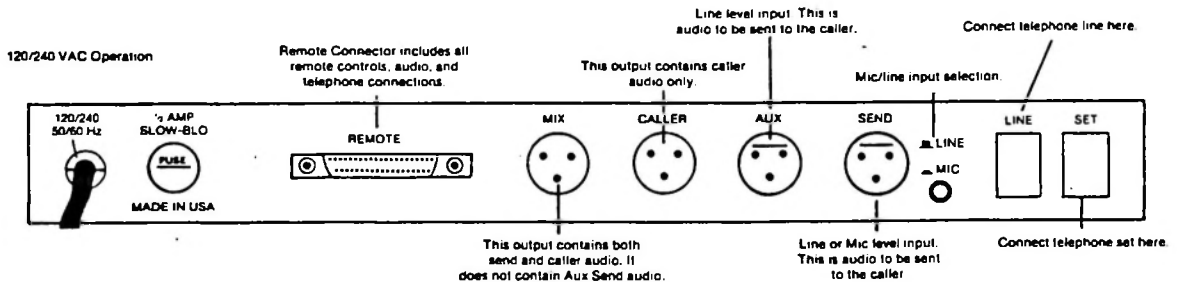 120/240 VAC Operation
Remote Connector includes all
remote controls, audio, and
telephone connections.
This output contains caller
audio only.
Line level input. This is
audio to be sent to the caller.
Mic/line input selection.
Connect telephone line here.
120/240
50/60 Hz
½ AMP
SLOW-BLO
FUSE
MADE IN USA
REMOTE
MIX
CALLER
AUX
SEND
LINE
MIC
LINE
SET
This output contains both
send and caller audio. It
does not contain Aux Send audio.
Line or Mic level input.
This is audio to be sent
to the caller
Connect telephone set here.